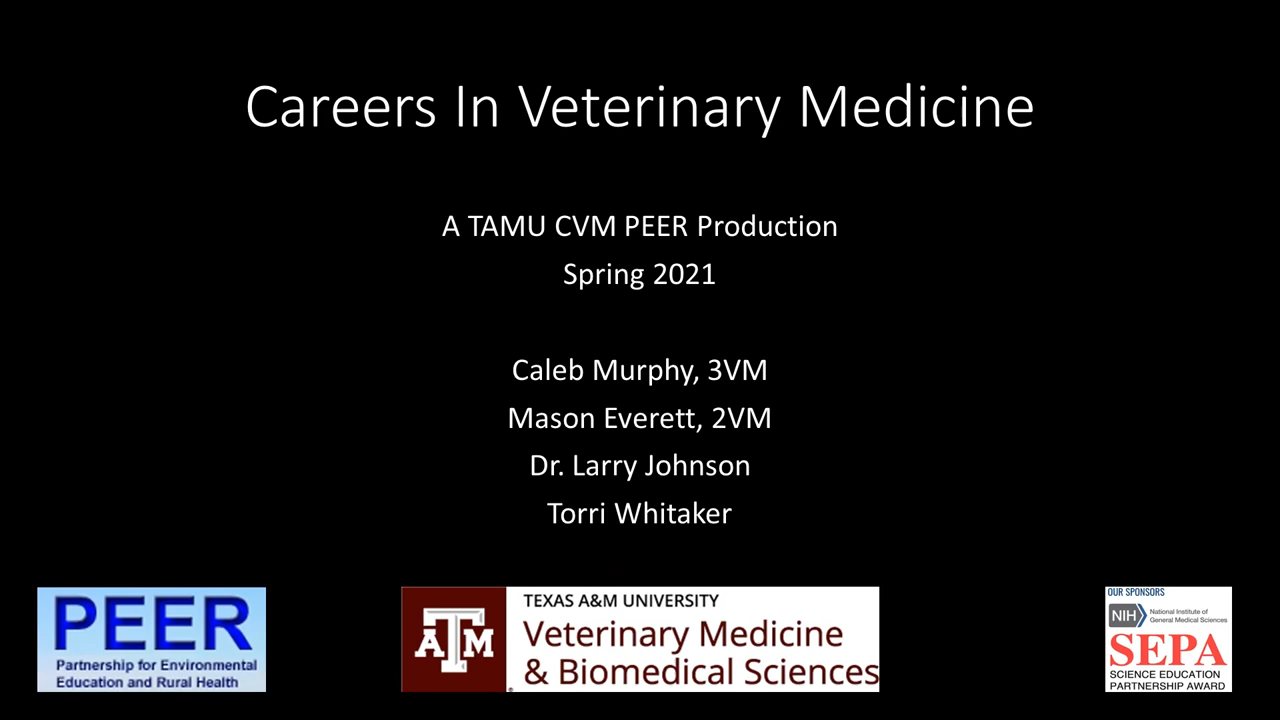 Careers In Veterinary Medicine
A TAMU CVM PEER Production
Spring 2021
Caleb Murphy, 3VM
Mason Everett, 2VM
Dr. Larry Johnson
Torri Whitaker
PEER
Partnership for Environmental
Education and Rural Health
ATM
®
TEXAS A&M UNIVERSITY
Veterinary Medicine
& Biomedical Sciences
OUR SPONSORS
NIH
National Institute of
General Medical Sciences
SEPA
SCIENCE EDUCATION
PARTNERSHIP AWARD